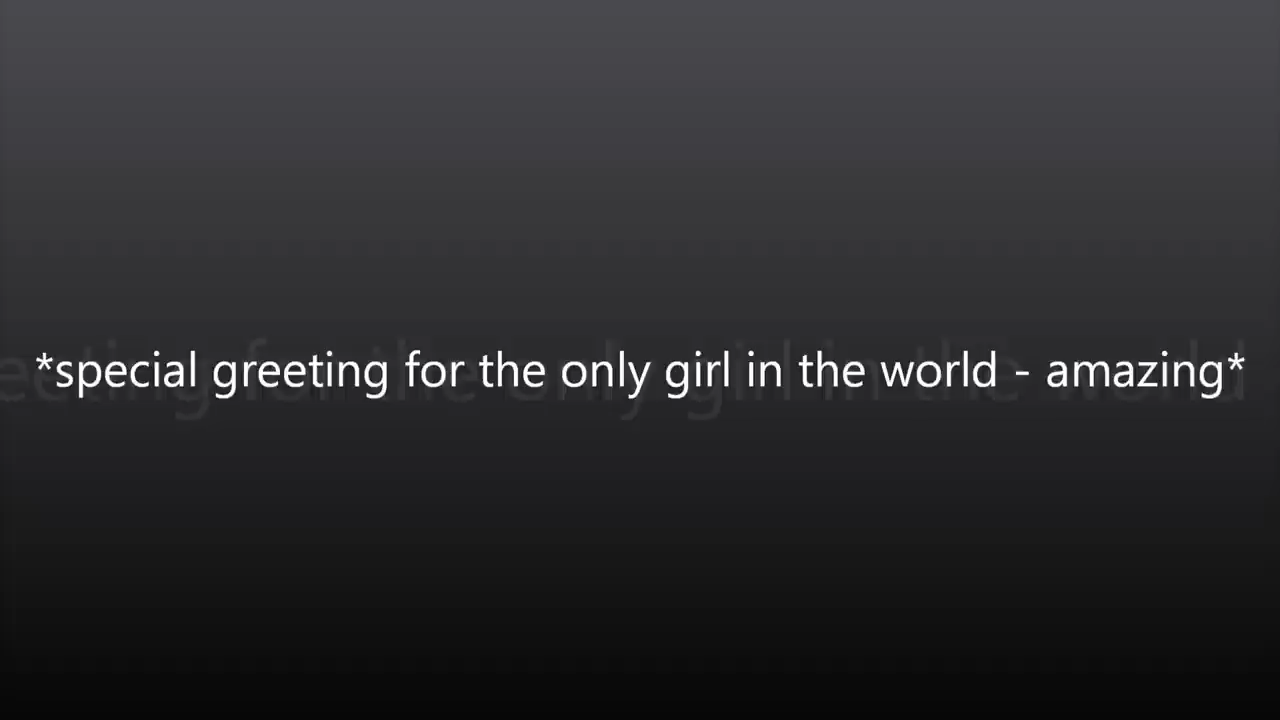 *special greeting for the only girl in the world - amazing*